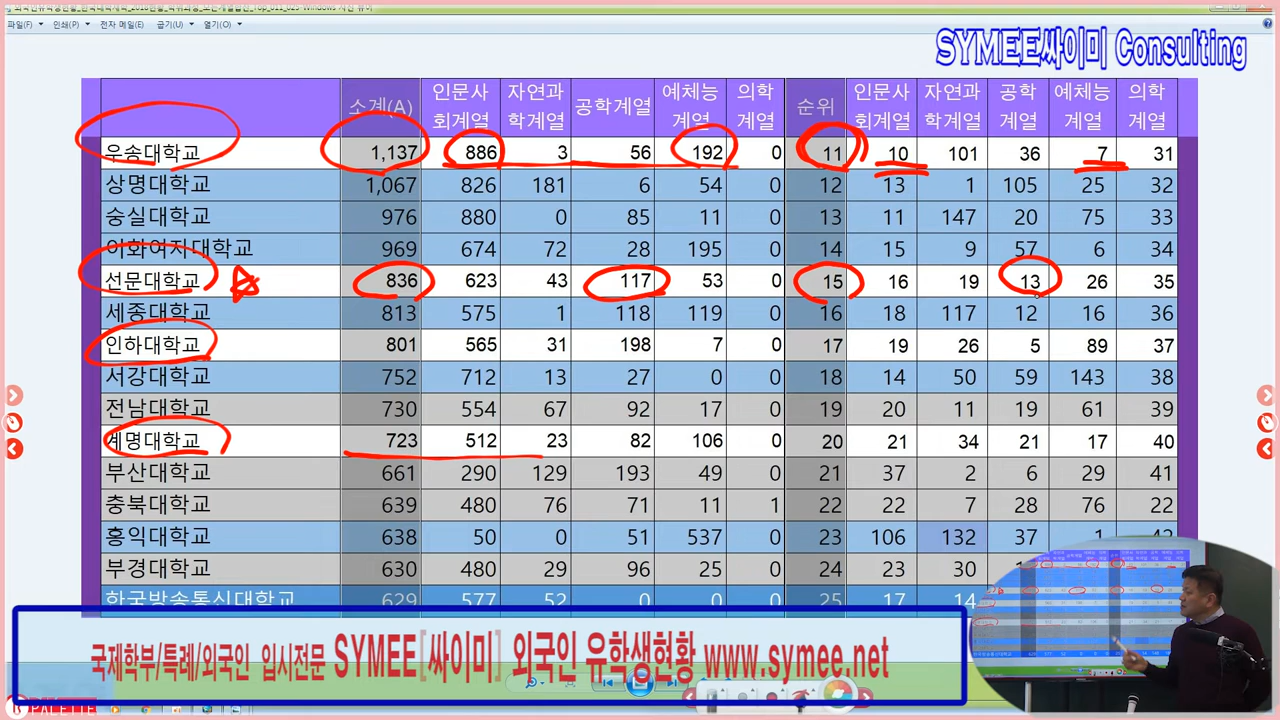 파일(F) 인쇄(P) 전자 메일(E) 굽기(U) 열기(O)
SYMEE싸이미 Consulting
소계(A) 인문사회계열 자연과학계열 공학계열 예체능계열 의학계열 순위 인문사회계열 자연과학계열 공학계열 예체능계열 의학계열
우송대학교 1,137 886 3 56 192 0 11 10 101 36 7 31
상명대학교 1,067 826 181 6 54 0 12 13 1 105 25 32
숭실대학교 976 880 0 85 11 0 13 11 147 20 75 33
이화여자대학교 969 674 72 28 195 0 14 15 9 57 6 34
선문대학교 836 623 43 117 53 0 15 16 19 13 26 35
세종대학교 813 575 1 118 119 0 16 18 117 12 16 36
인하대학교 801 565 31 198 7 0 17 19 26 5 89 37
서강대학교 752 712 13 27 0 0 18 14 50 59 143 38
전남대학교 730 554 67 92 17 0 19 20 11 19 61 39
계명대학교 723 512 23 82 106 0 20 21 34 21 17 40
부산대학교 661 290 129 193 49 0 21 37 2 6 29 41
충북대학교 639 480 76 71 11 1 22 22 7 28 76 22
홍익대학교 638 50 0 51 537 0 23 106 132 37 1 42
부경대학교 630 480 29 96 25 0 24 23 30
한국방송통신대학교 629 577 52 0 0 0 25 17 14
국제학부/특례/외국인 입시전문 SYMEE[싸이미] 외국인 유학생현황 www.symee.net
PALETTE